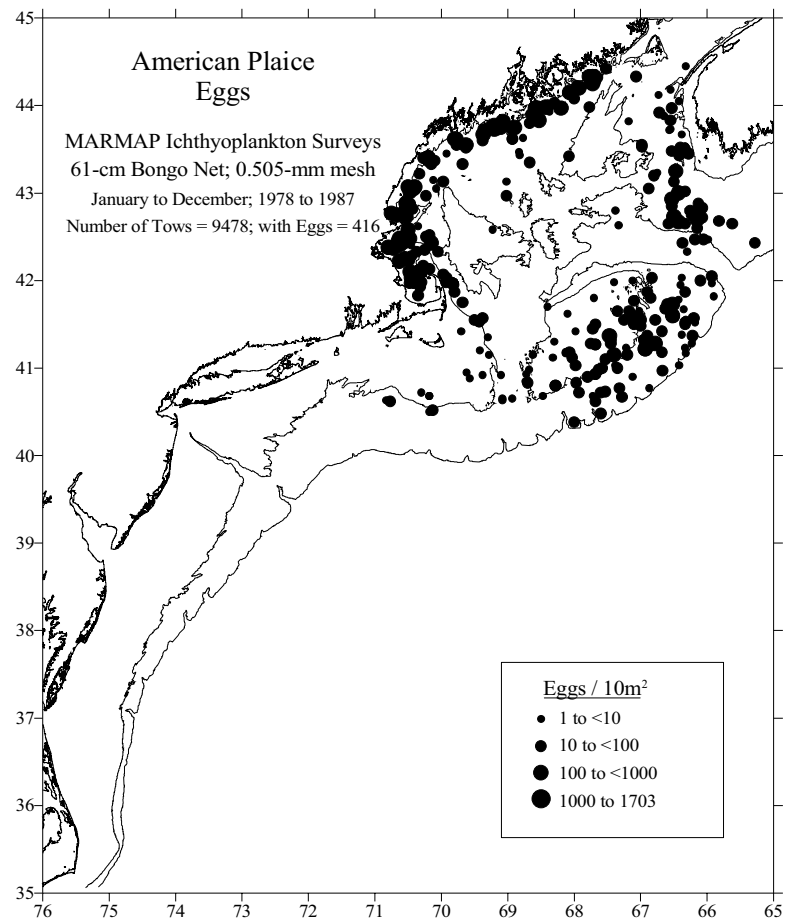 American Plaice
Eggs
MARMAP Ichthyoplankton Surveys
61-cm Bongo Net; 0.505-mm mesh
January to December; 1978 to 1987
Number of Tows = 9478; with Eggs = 416
45
44
43
42
41
40
39
38
37
36
35
Eggs / 10m²
1 to <10
10 to <100
100 to <1000
1000 to 1703
76 75 74 73 72 71 70 69 68 67 66 65